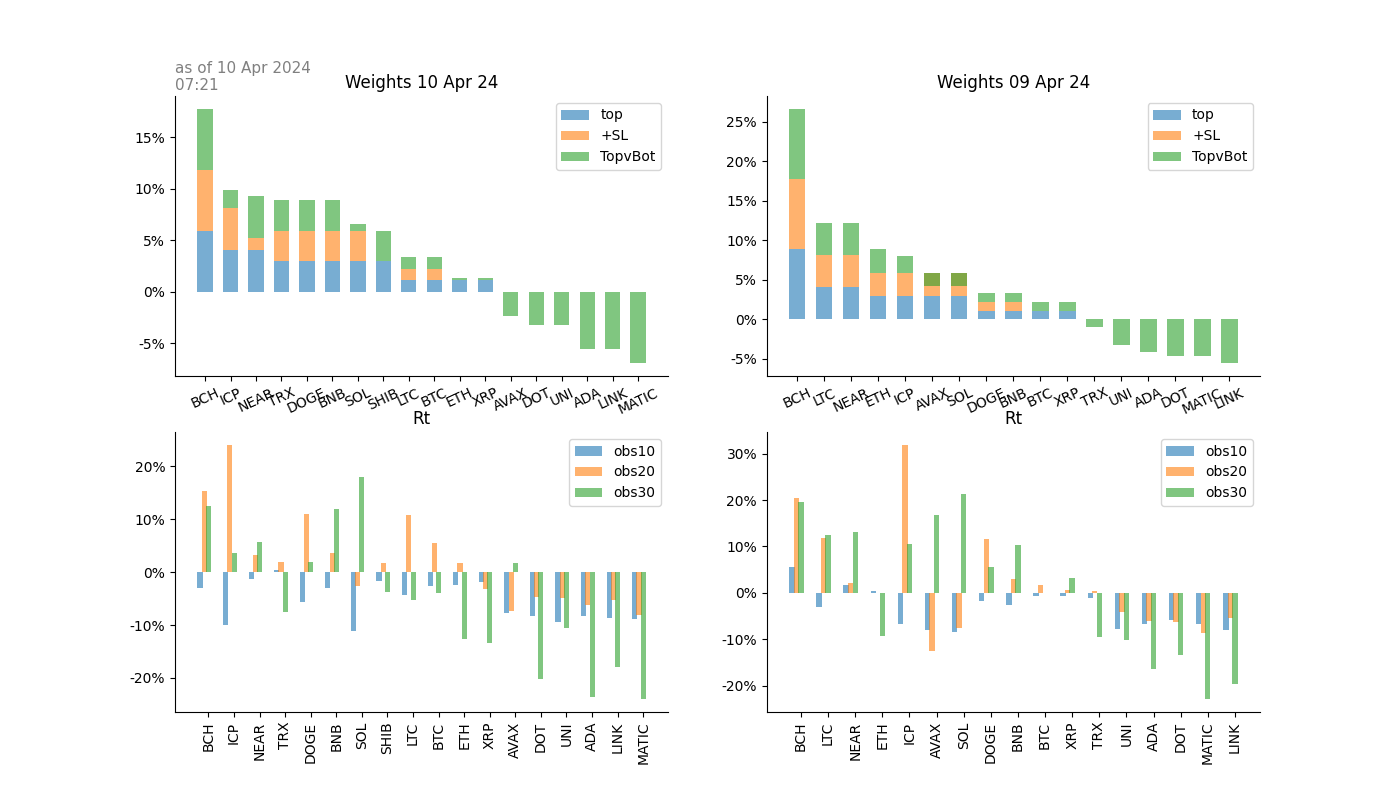 as of 10 Apr 2024
07:21
Weights 10 Apr 24
top
+SL
TopvBot
15%
10%
5%
0%
-5%
BCH ICP NEAR TRX DOGE BNB SOL SHIB LTC BTC ETH XRP AVAX DOT UNI ADA LINK MATIC
Weights 09 Apr 24
top
+SL
TopvBot
25%
20%
15%
10%
5%
0%
-5%
BCH LTC NEAR ETH ICP AVAX SOL DOGE BNB BTC XRP TRX UNI ADA DOT MATIC LINK
Rt
obs10
obs20
obs30
20%
10%
0%
-10%
-20%
BCH ICP NEAR TRX DOGE BNB SOL SHIB LTC BTC ETH XRP AVAX DOT UNI ADA LINK MATIC
Rt
obs10
obs20
obs30
30%
20%
10%
0%
-10%
-20%
BCH LTC NEAR ETH ICP AVAX SOL DOGE BNB BTC XRP TRX UNI ADA DOT MATIC LINK